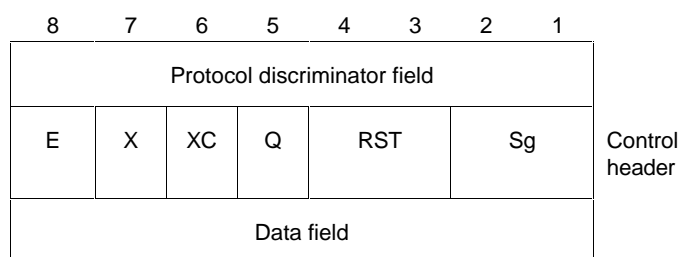 8 7 6 5 4 3 2 1
Protocol discriminator field
E X XC Q RST Sg
Control
header
Data field